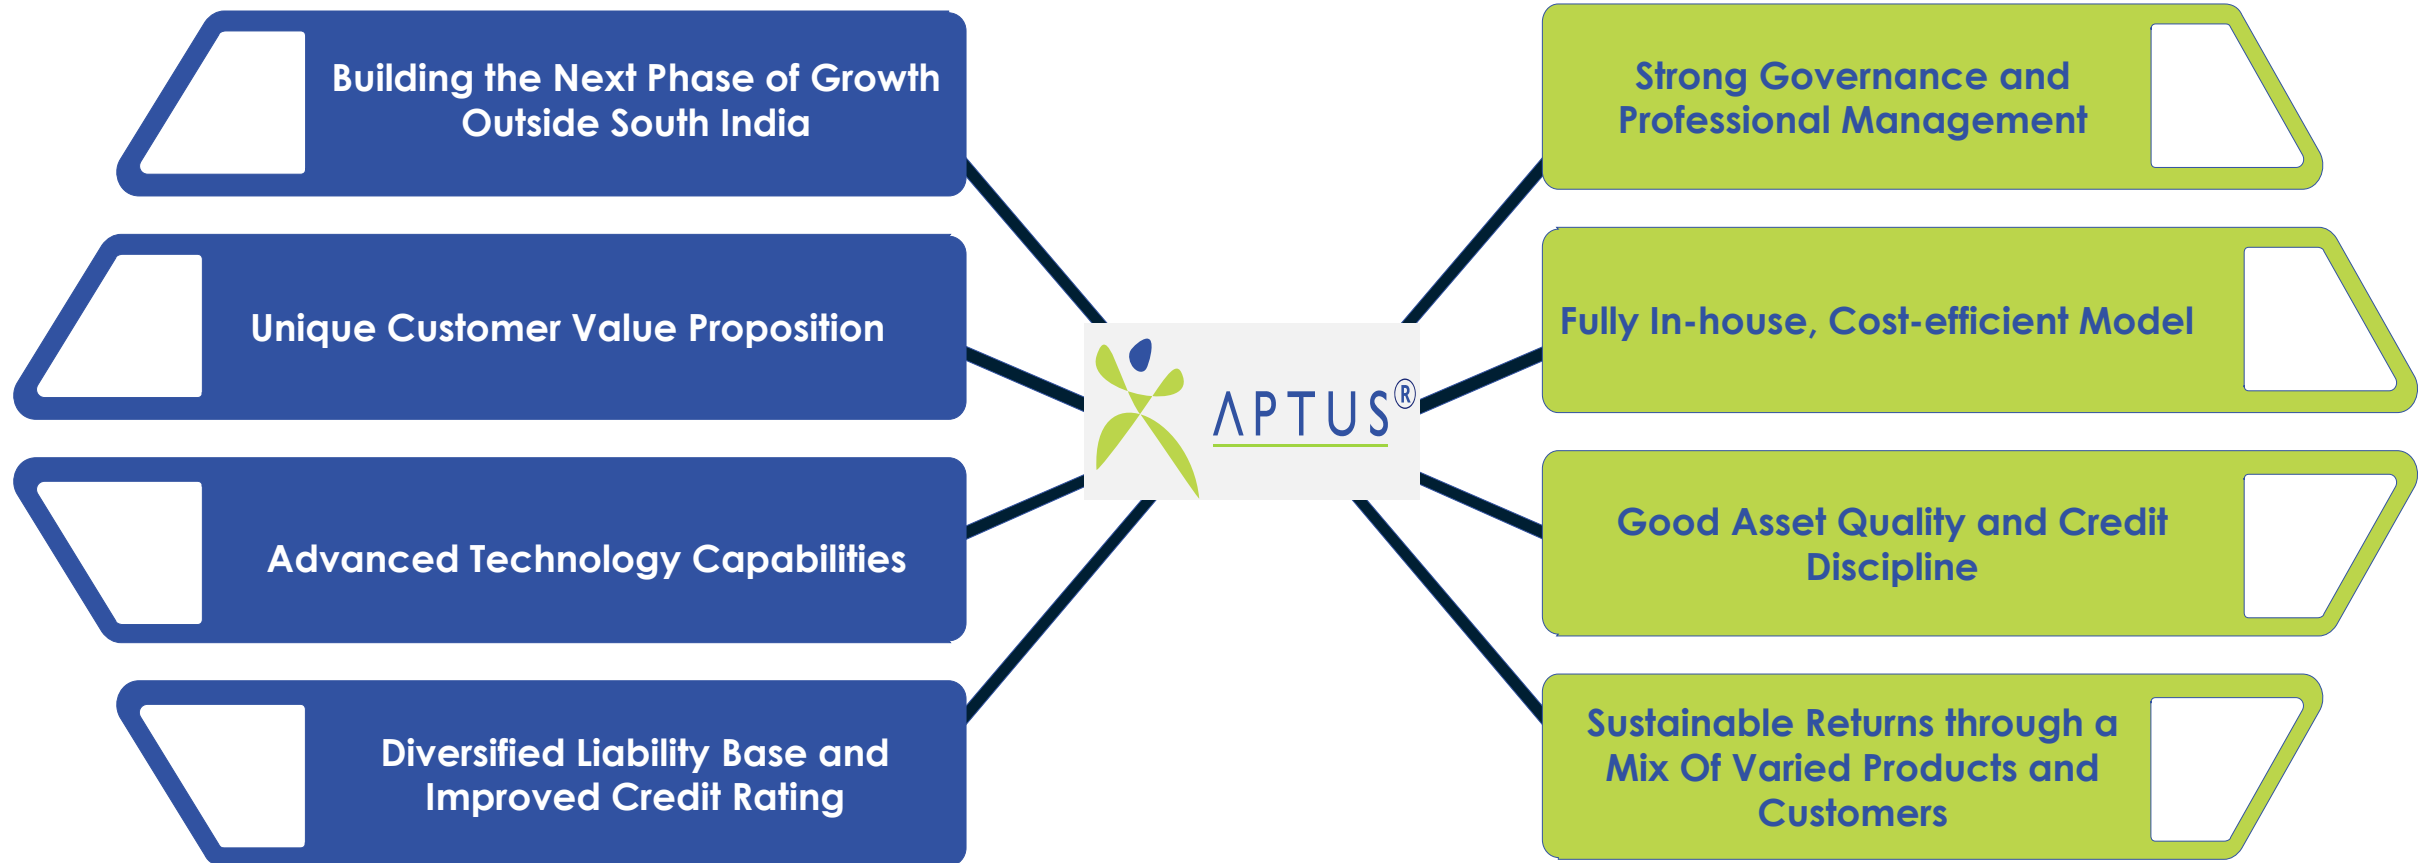 Building the Next Phase of Growth
Outside South India
Unique Customer Value Proposition
Advanced Technology Capabilities
Diversified Liability Base and
Improved Credit Rating
APTUS®
Strong Governance and
Professional Management
Fully In-house, Cost-efficient Model
Good Asset Quality and Credit
Discipline
Sustainable Returns through a
Mix Of Varied Products and
Customers